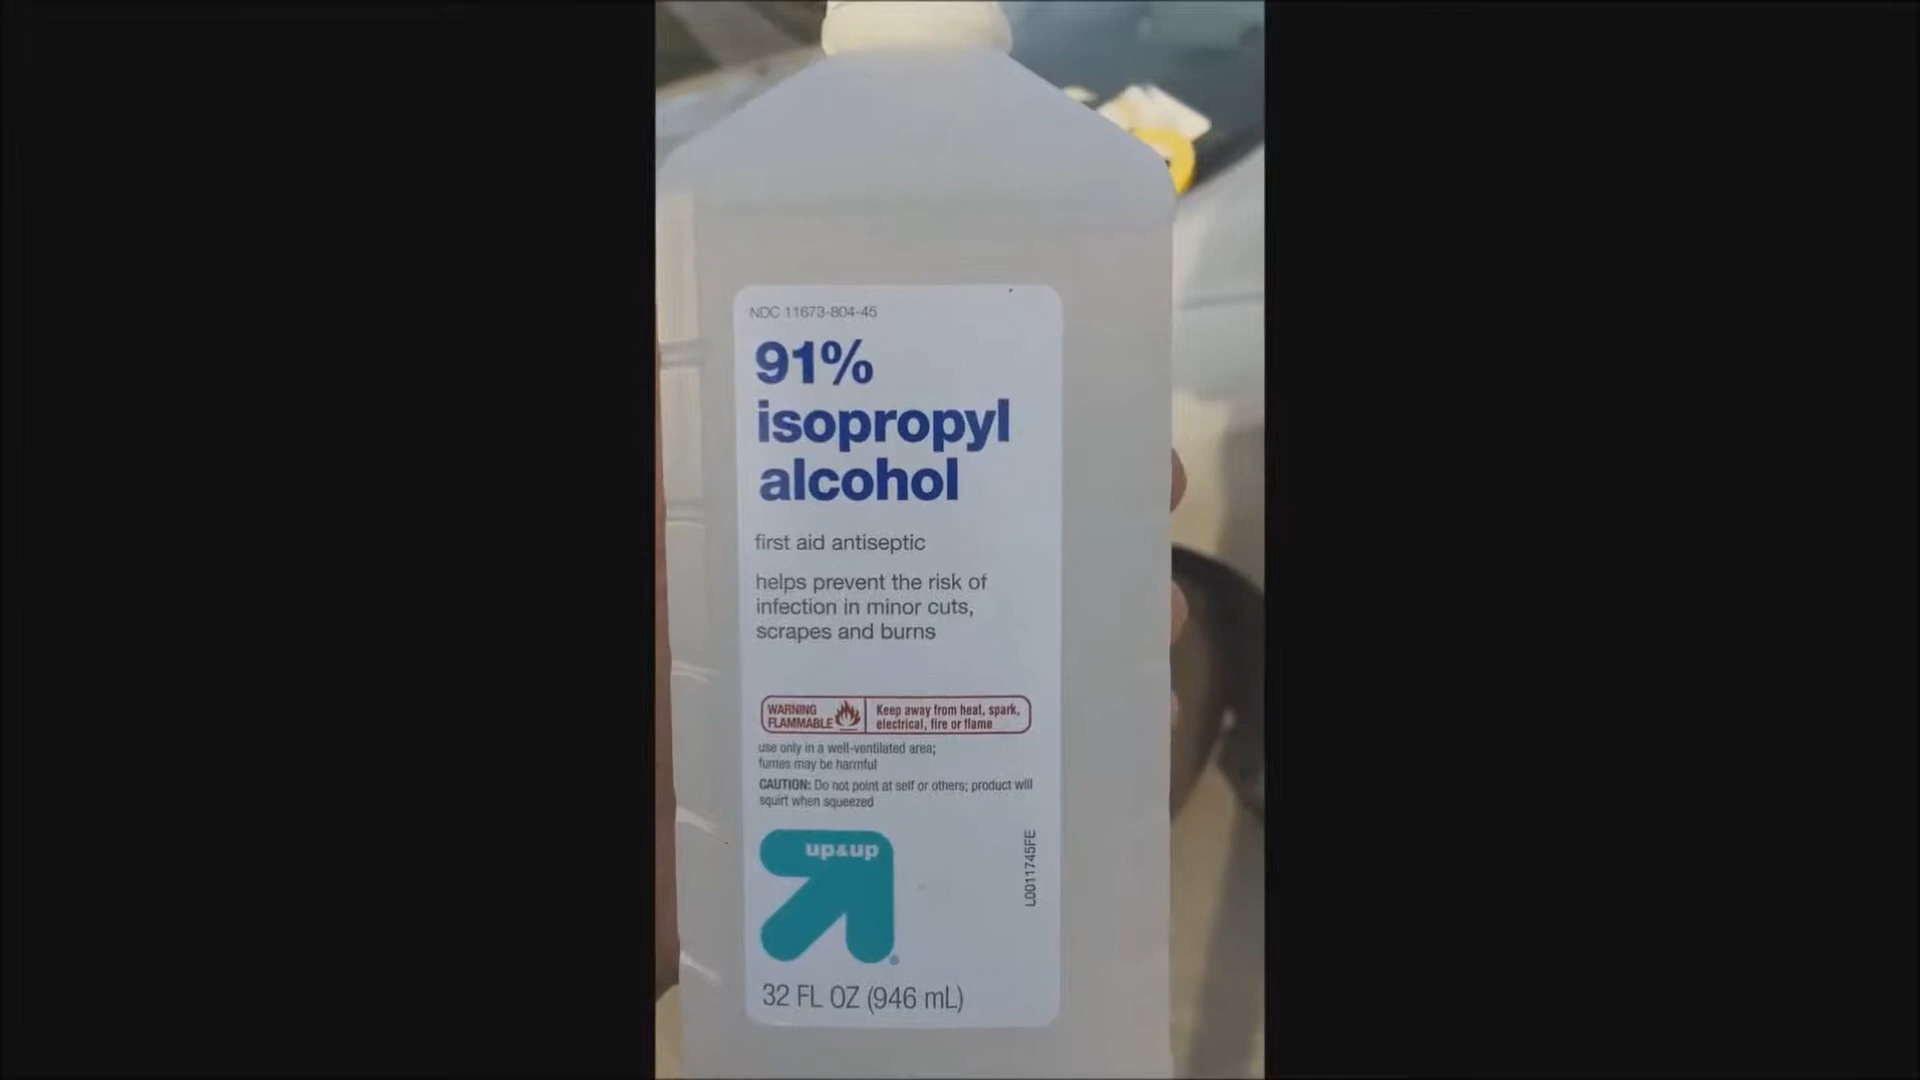 NDC 11673-804-45
91%
isopropyl
alcohol
first aid antiseptic
helps prevent the risk of
infection in minor cuts,
scrapes and burns
WARNING
FLAMMABLE
Keep away from heat, spark,
electrical, fire or flame
use only in a well-ventilated area;
fumes may be harmful
CAUTION: Do not point at self or others; product will
squirt when squeezed
up&up
®
L0011745FE
32 FL OZ (946 mL)